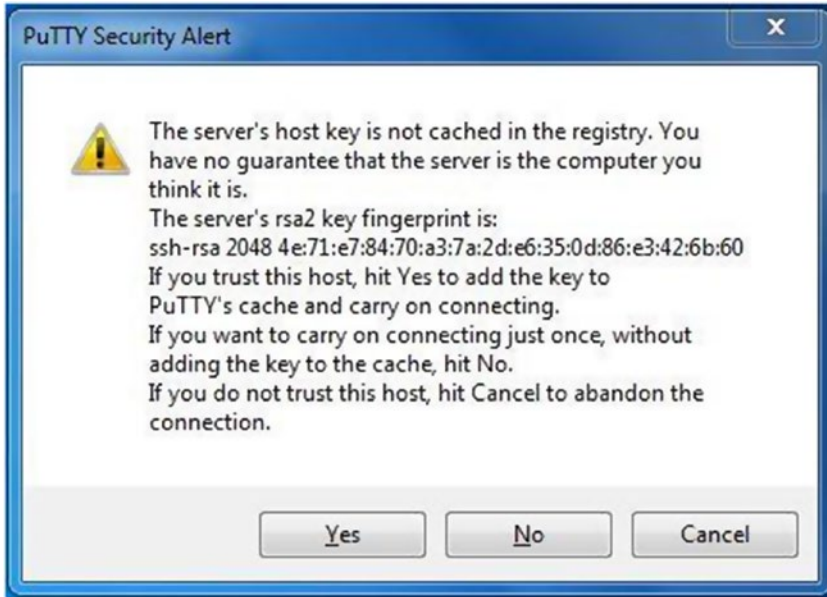 PuTTY Security Alert
The server's host key is not cached in the registry. You
have no guarantee that the server is the computer you
think it is.
The server's rsa2 key fingerprint is:
ssh-rsa 2048 4e:71:e7:84:70:a3:7a:2d:e6:35:0d:86:e3:42:6b:60
If you trust this host, hit Yes to add the key to
PuTTY's cache and carry on connecting.
If you want to carry on connecting just once, without
adding the key to the cache, hit No.
If you do not trust this host, hit Cancel to abandon the
connection.
Yes No Cancel